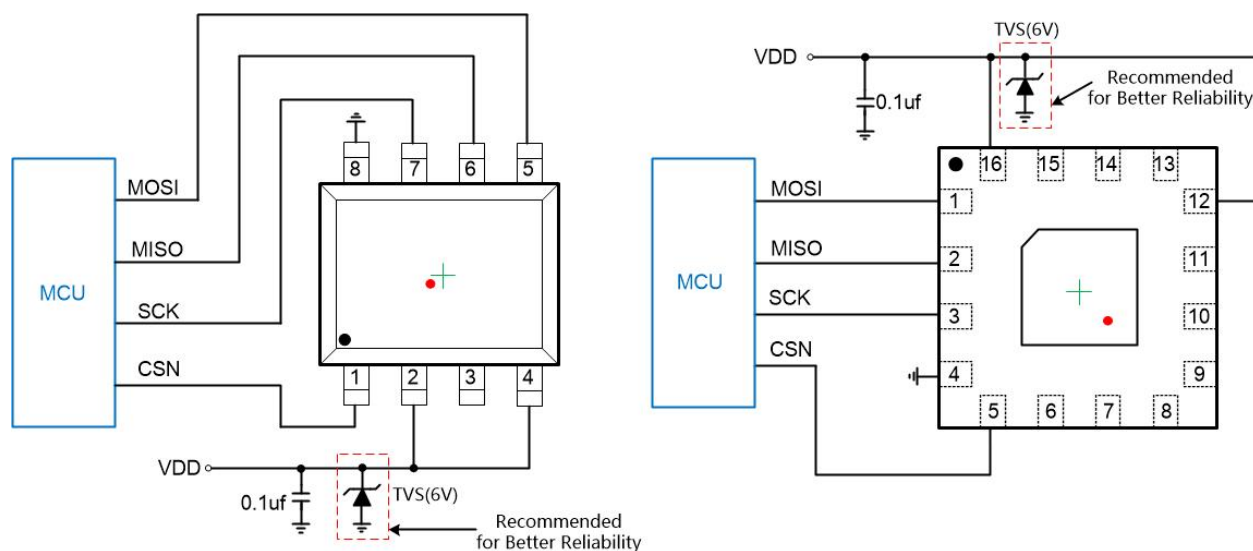 MCU
MOSI
MISO
SCK
CSN
8
7
6
5
1
2
3
4
VDD
0.1uf
TVS(6V)
Recommended
for Better Reliability
VDD
0.1uf
TVS(6V)
Recommended
for Better Reliability
MCU
MOSI
MISO
SCK
CSN
16
15
14
13
1
2
3
4
12
11
10
9
5
6
7
8